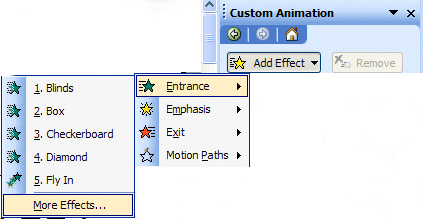 Custom Animation
Add Effect
Remove
Entrance
Emphasis
Exit
Motion Paths
1. Blinds
2. Box
3. Checkerboard
4. Diamond
5. Fly In
More Effects...